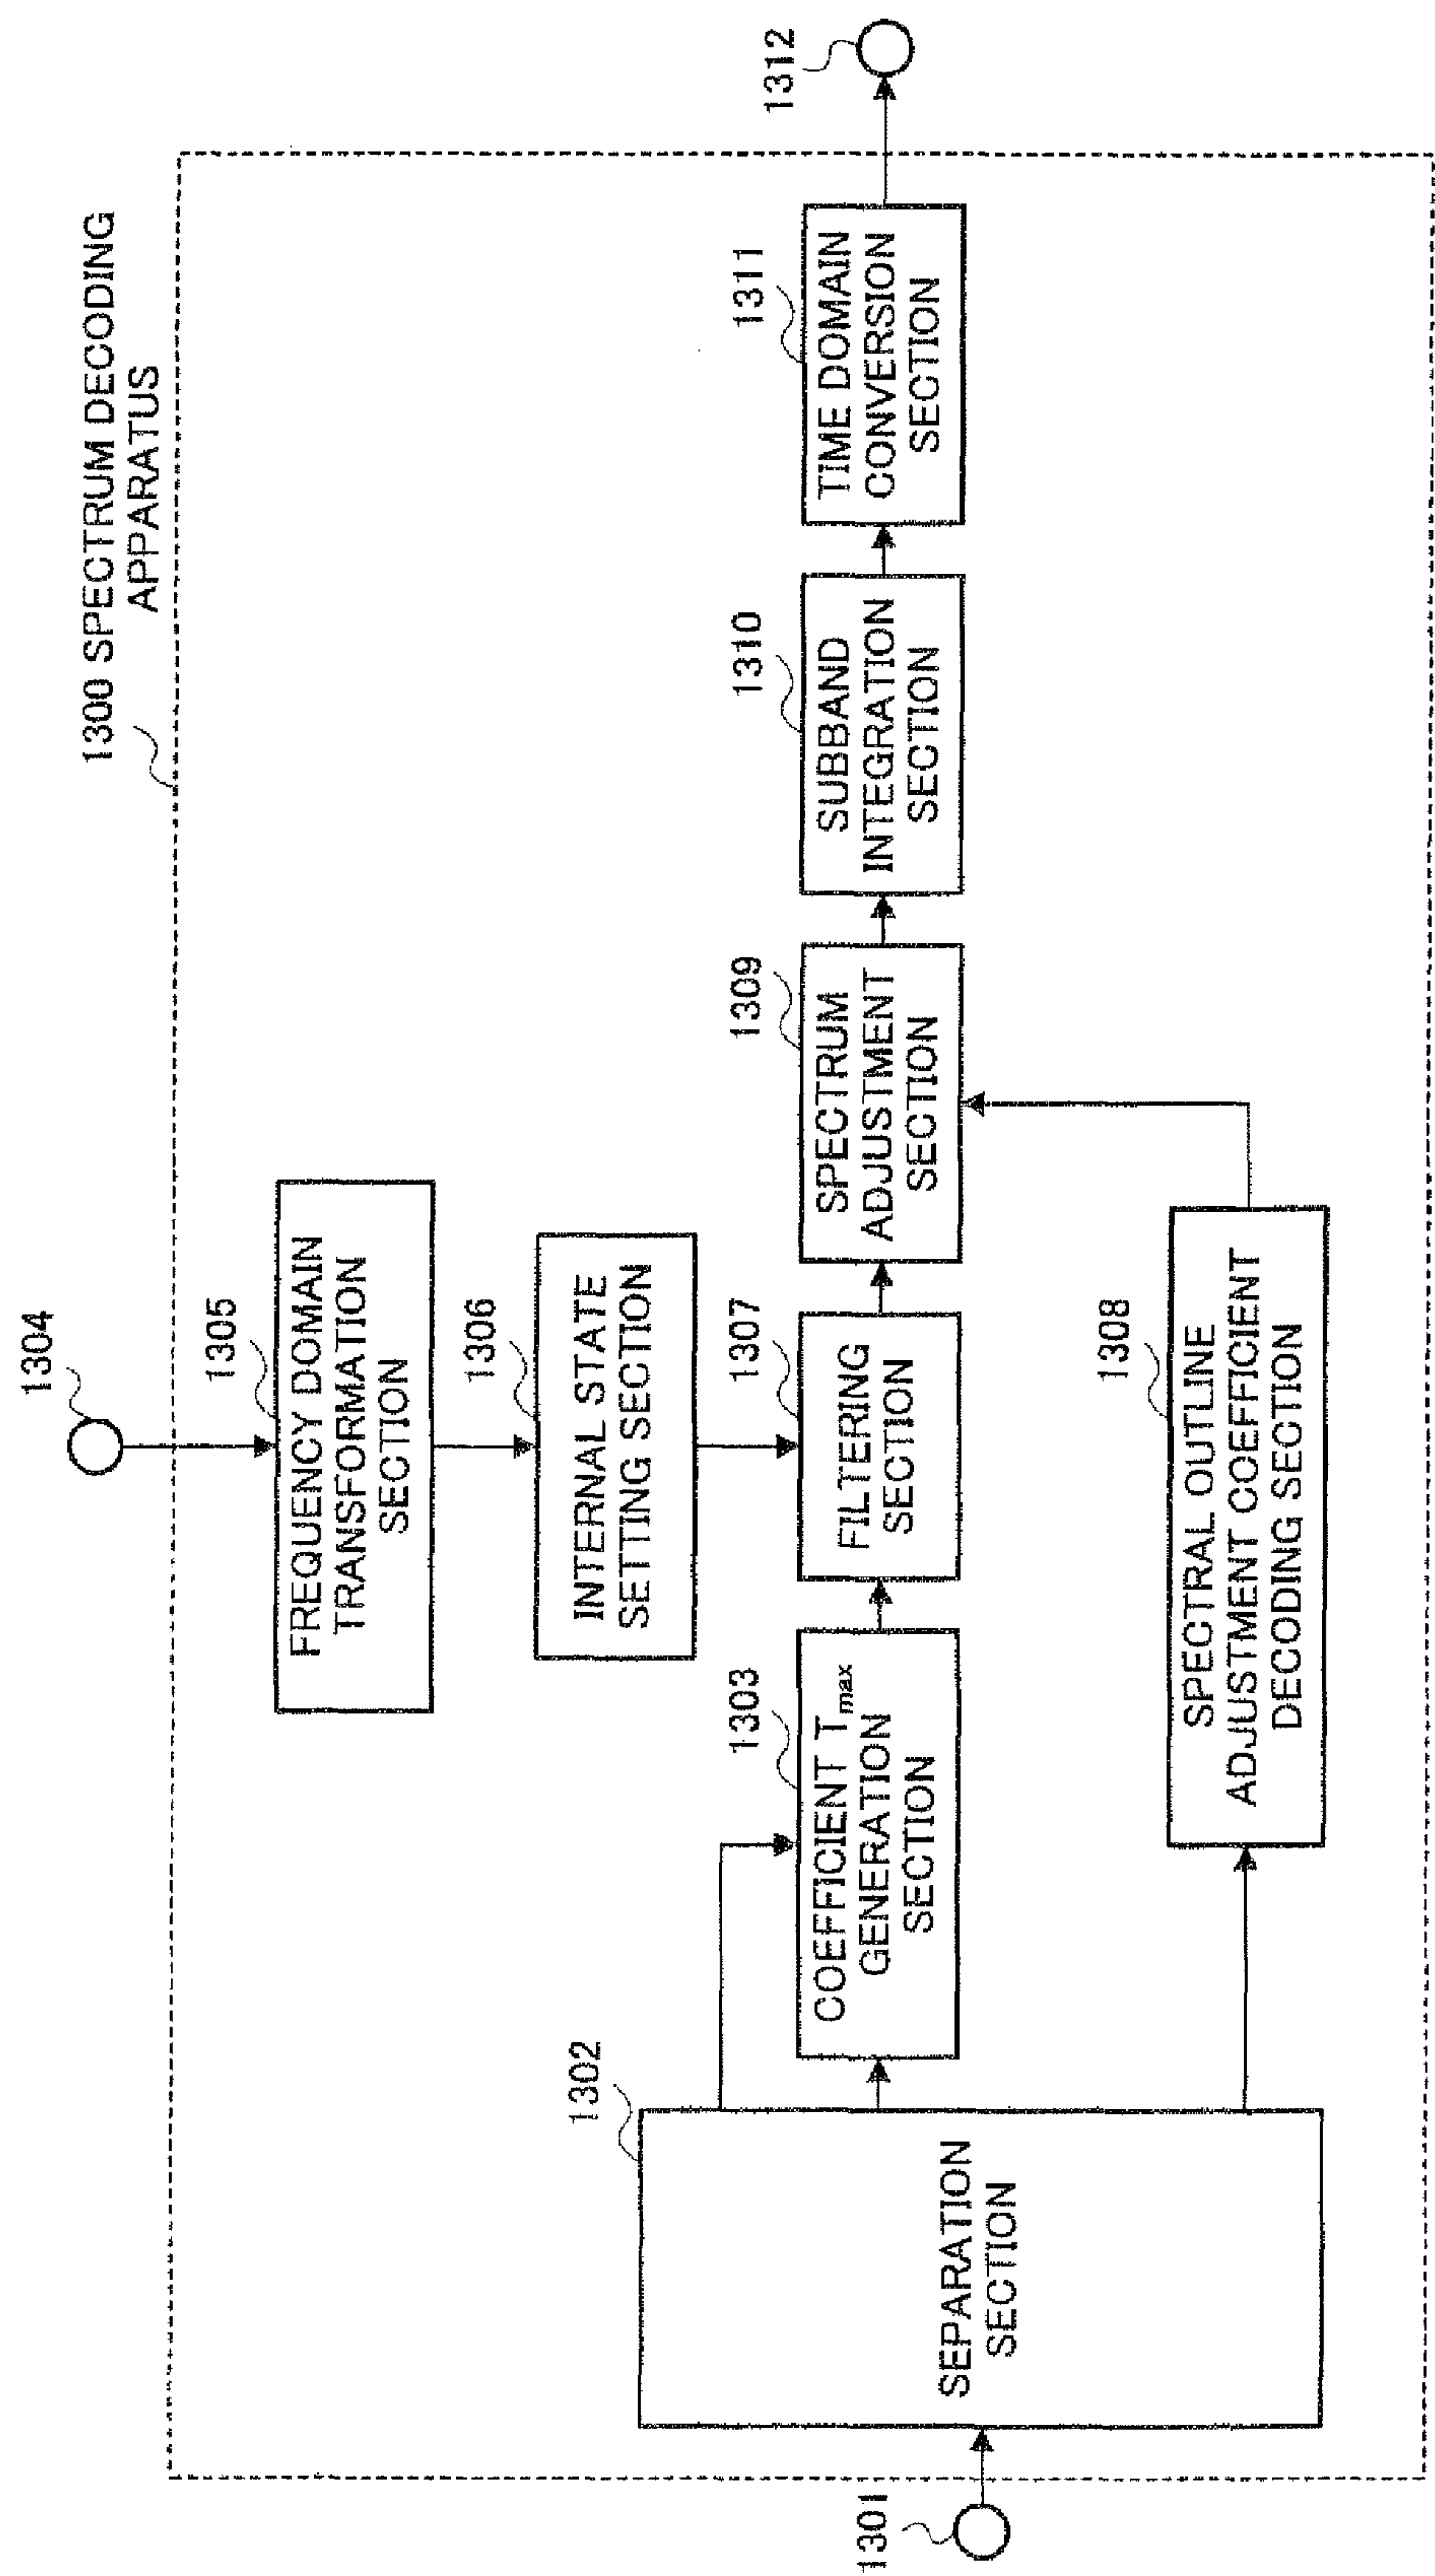 1300 SPECTRUM DECODING
APPARATUS
1304
1305
FREQUENCY DOMAIN
TRANSFORMATION
SECTION
1306
INTERNAL STATE
SETTING SECTION
1302
SEPARATION
SECTION
1301
1303
COEFFICIENT Tmax
GENERATION
SECTION
1307
FILTERING
SECTION
1309
SPECTRUM
ADJUSTMENT
SECTION
1310
SUBBAND
INTEGRATION
SECTION
1311
TIME DOMAIN
CONVERSION
SECTION
1312
1308
SPECTRAL OUTLINE
ADJUSTMENT COEFFICIENT
DECODING SECTION